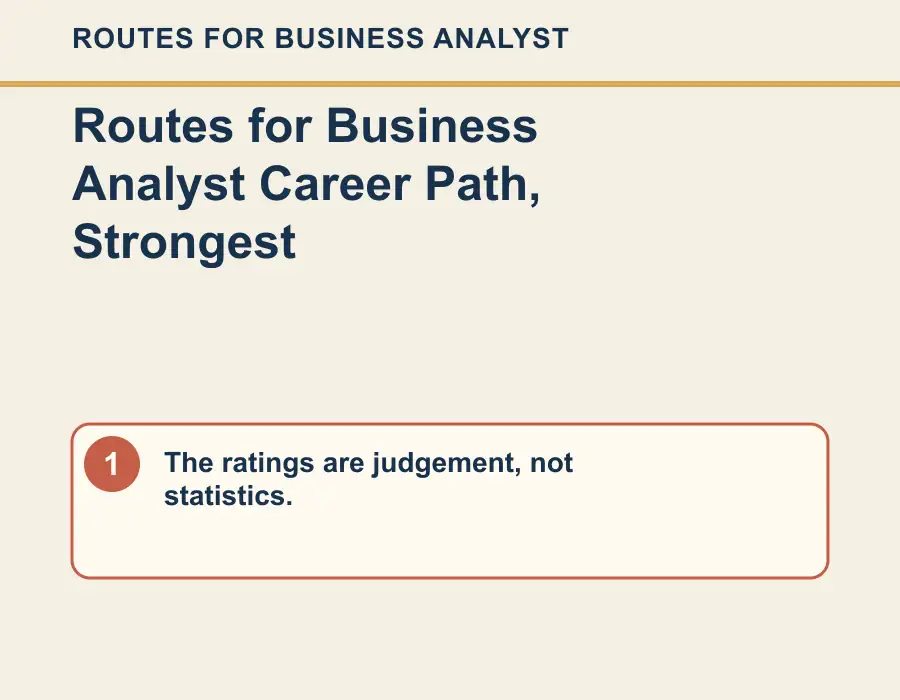 ROUTES FOR BUSINESS ANALYST
Routes for Business
Analyst Career Path,
Strongest
1
The ratings are judgement, not
statistics.